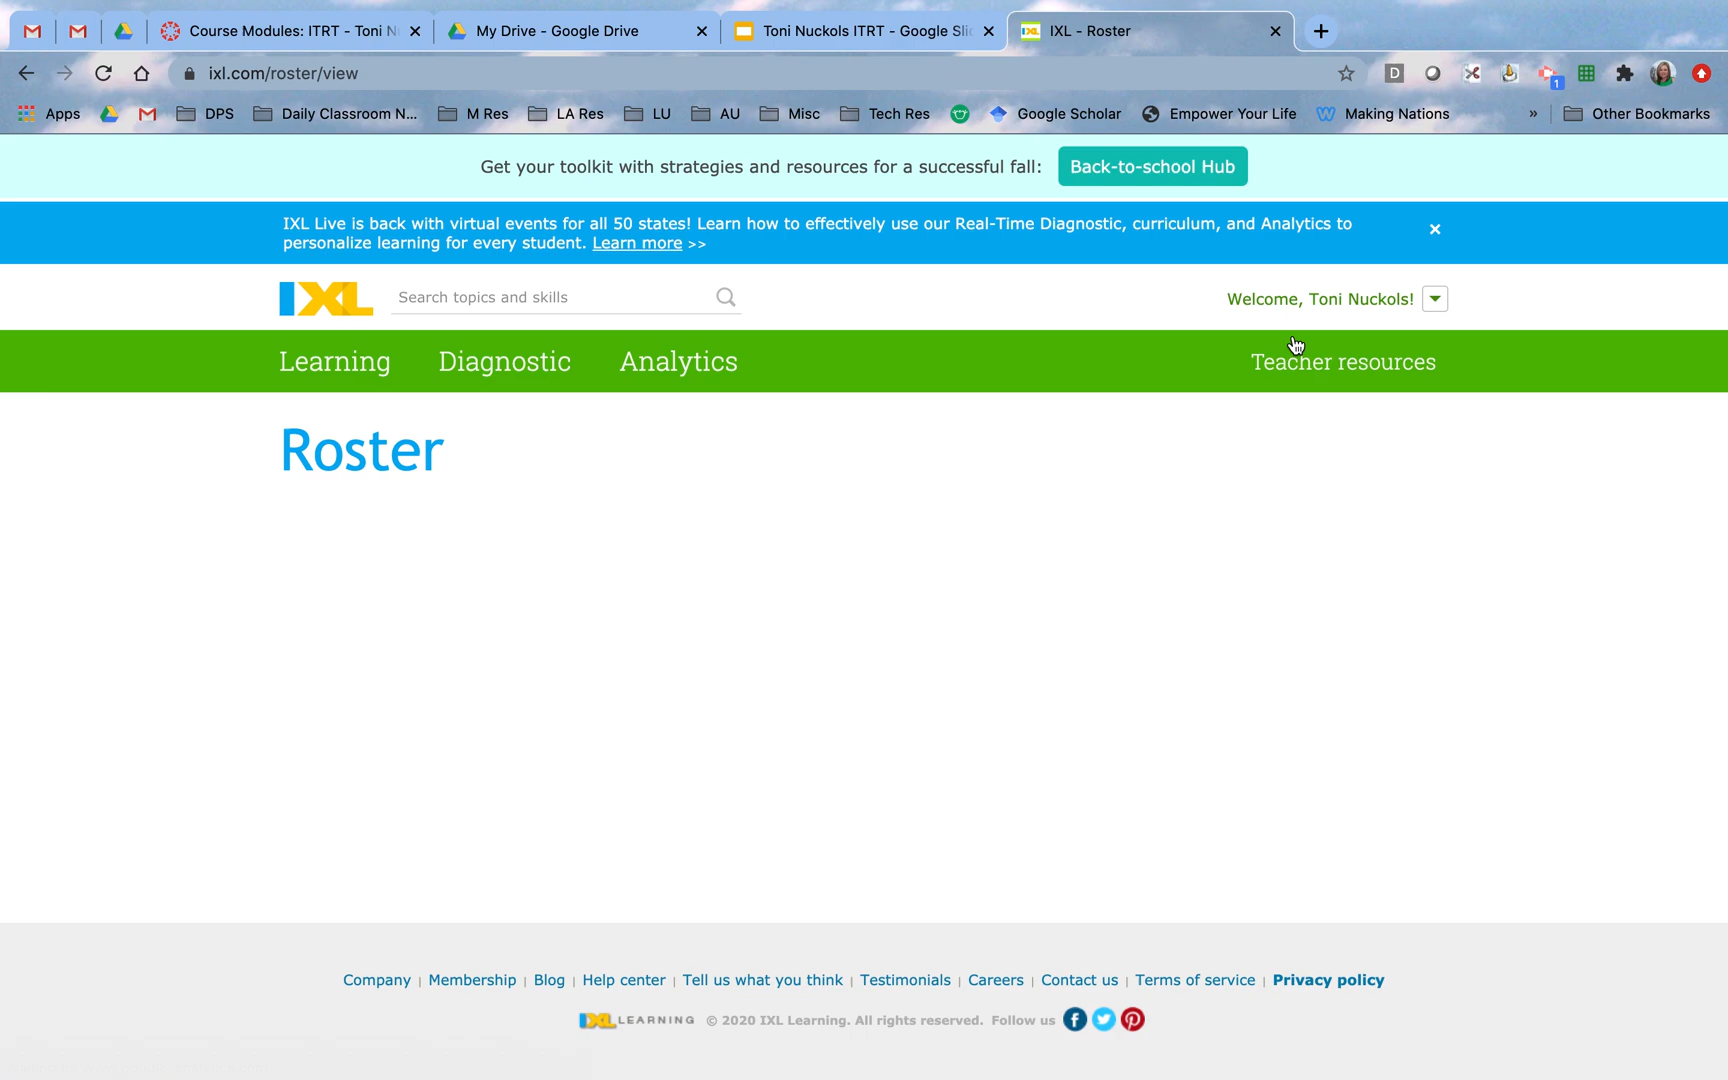 Course Modules: ITRT - Toni N
My Drive - Google Drive
Toni Nuckols ITRT - Google Slid
IXL - Roster
ixl.com/roster/view
D
1
Apps
DPS
Daily Classroom N...
M Res
LA Res
LU
AU
Misc
Tech Res
Google Scholar
Empower Your Life
Making Nations
»
Other Bookmarks
Get your toolkit with strategies and resources for a successful fall:
Back-to-school Hub
IXL Live is back with virtual events for all 50 states! Learn how to effectively use our Real-Time Diagnostic, curriculum, and Analytics to
personalize learning for every student. Learn more >>
IXL
Search topics and skills
Welcome, Toni Nuckols!
Learning
Diagnostic
Analytics
Teacher resources
Roster
Company | Membership | Blog | Help center | Tell us what you think | Testimonials | Careers | Contact us | Terms of service | Privacy policy
IXL LEARNING © 2020 IXL Learning. All rights reserved. Follow us